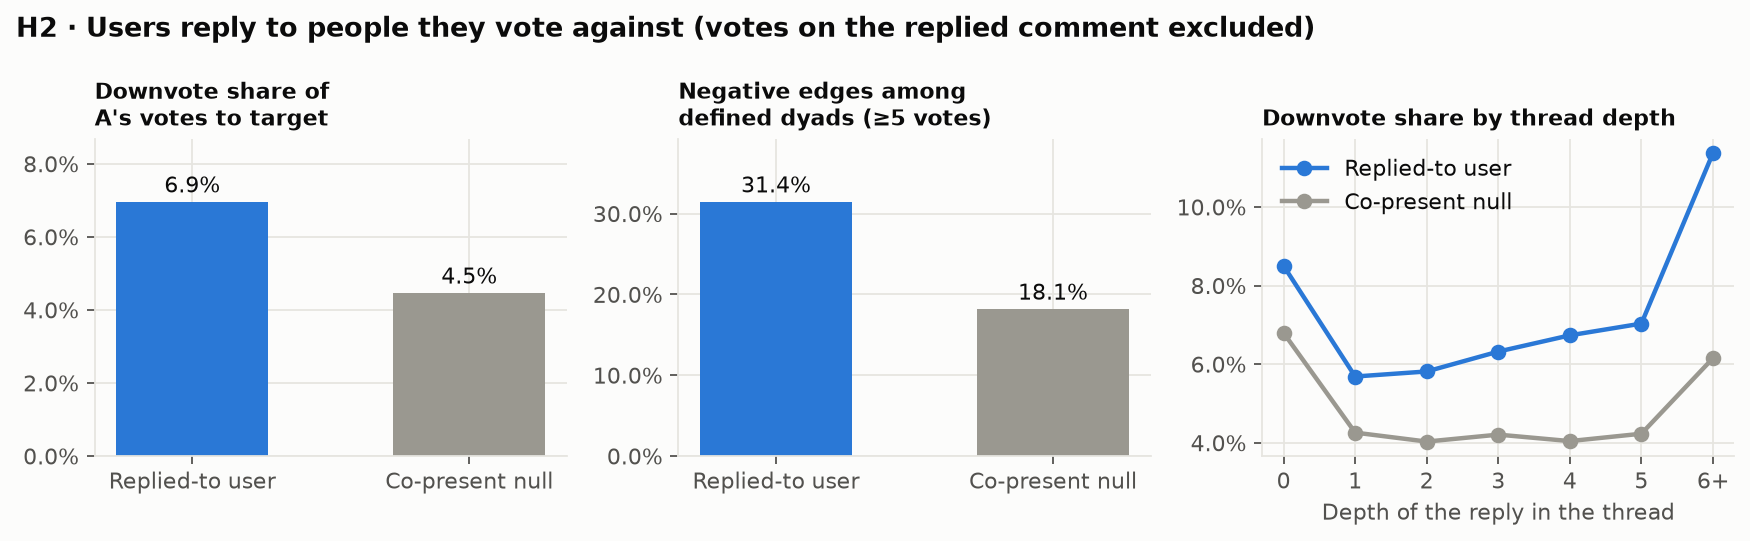 H2 · Users reply to people they vote against (votes on the replied comment excluded)
Downvote share of
A's votes to target
8.0%
6.0%
4.0%
2.0%
0.0%
6.9%
4.5%
Replied-to user
Co-present null
Negative edges among
defined dyads (≥5 votes)
30.0%
20.0%
10.0%
0.0%
31.4%
18.1%
Replied-to user
Co-present null
Downvote share by thread depth
Replied-to user
Co-present null
10.0%
8.0%
6.0%
4.0%
0 1 2 3 4 5 6+
Depth of the reply in the thread